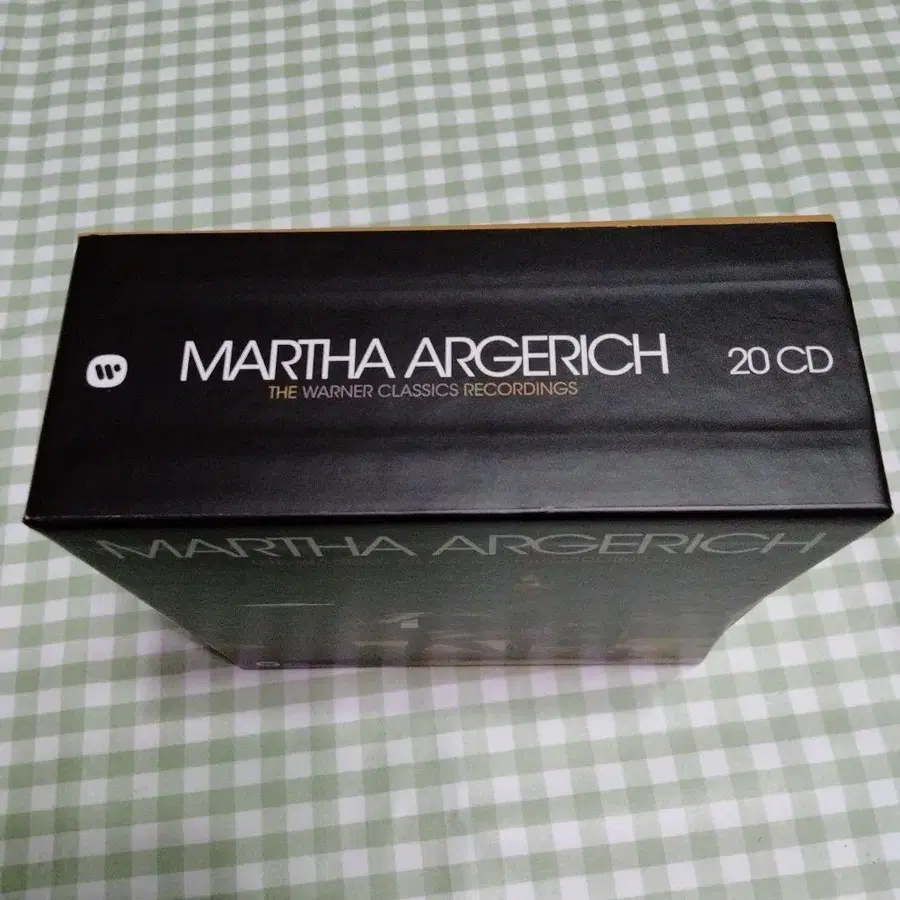 MARTHA ARGERICH
THE WARNER CLASSICS RECORDINGS
20 CD
MARTHA ARGERICH